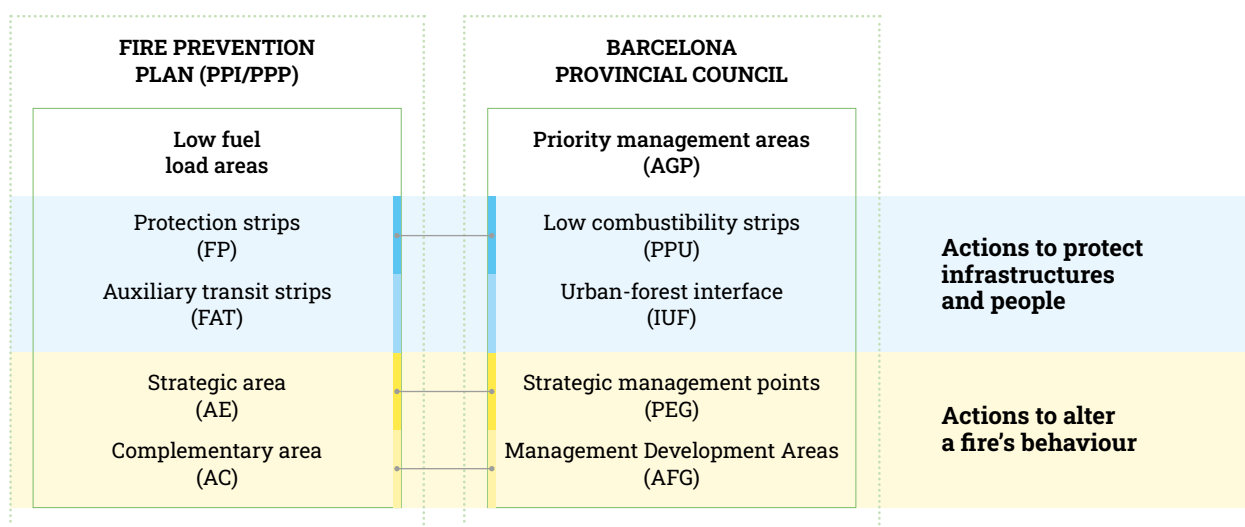 FIRE PREVENTION
PLAN (PPI/PPP)
BARCELONA
PROVINCIAL COUNCIL
Low fuel
load areas
Priority management areas
(AGP)
Protection strips
(FP)
Low combustibility strips
(PPU)
Auxiliary transit strips
(FAT)
Urban-forest interface
(IUF)
Actions to protect
infrastructures
and people
Strategic area
(AE)
Strategic management points
(PEG)
Complementary area
(AC)
Management Development Areas
(AFG)
Actions to alter
a fire’s behaviour